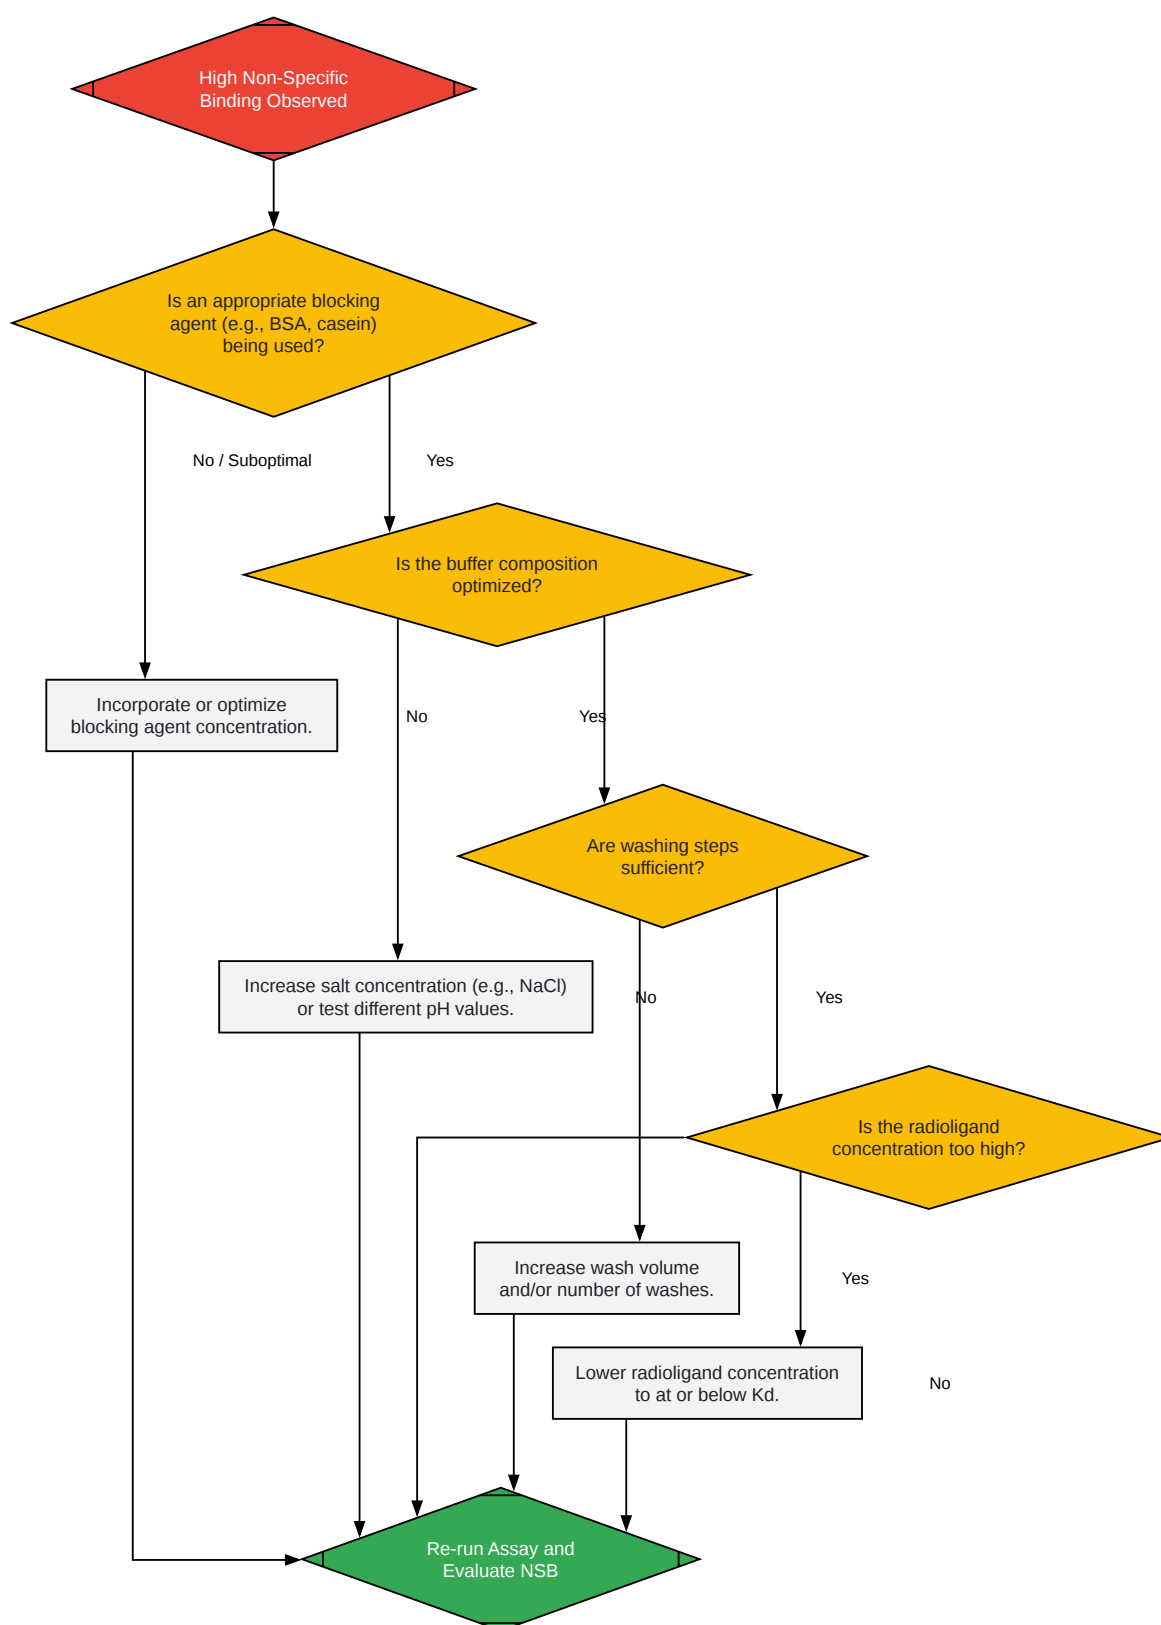 High Non-Specific
Binding Observed
Is an appropriate blocking
agent (e.g., BSA, casein)
being used?
No / Suboptimal
Yes
Is the buffer composition
optimized?
Incorporate or optimize
blocking agent concentration.
No
Yes
Are washing steps
sufficient?
Increase salt concentration (e.g., NaCl)
or test different pH values.
No
Yes
Is the radioligand
concentration too high?
Increase wash volume
and/or number of washes.
Yes
Lower radioligand concentration
to at or below Kd.
No
Re-run Assay and
Evaluate NSB